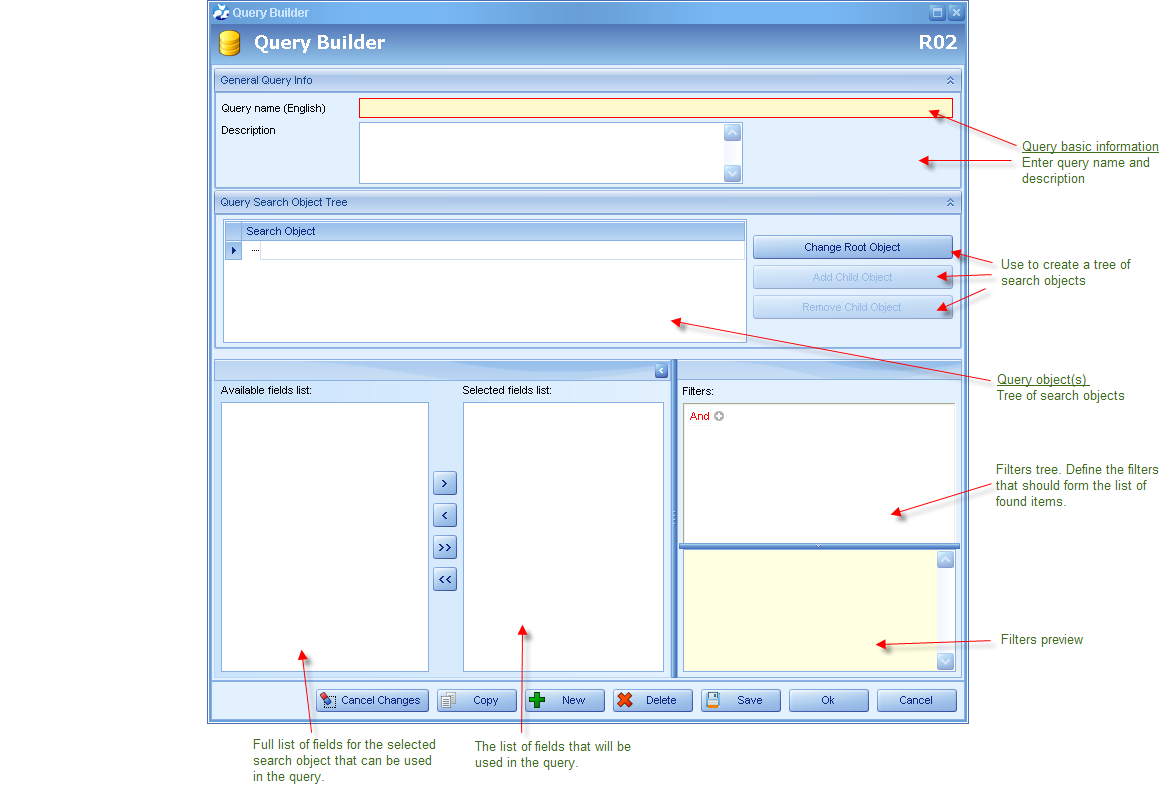 Query Builder
Query Builder
R02
General Query Info
Query name (English)
Description
Query basic information
Enter query name and
description
Query Search Object Tree
Search Object
Change Root Object
Add Child Object
Remove Child Object
Use to create a tree of
search objects
Query object(s)
Tree of search objects
Available fields list:
Selected fields list:
Filters:
And
>
<
>>
<<
Filters tree. Define the filters
that should form the list of
found items.
Filters preview
Cancel Changes
Copy
New
Delete
Save
Ok
Cancel
Full list of fields for the selected
search object that can be used
in the query.
The list of fields that will be
used in the query.